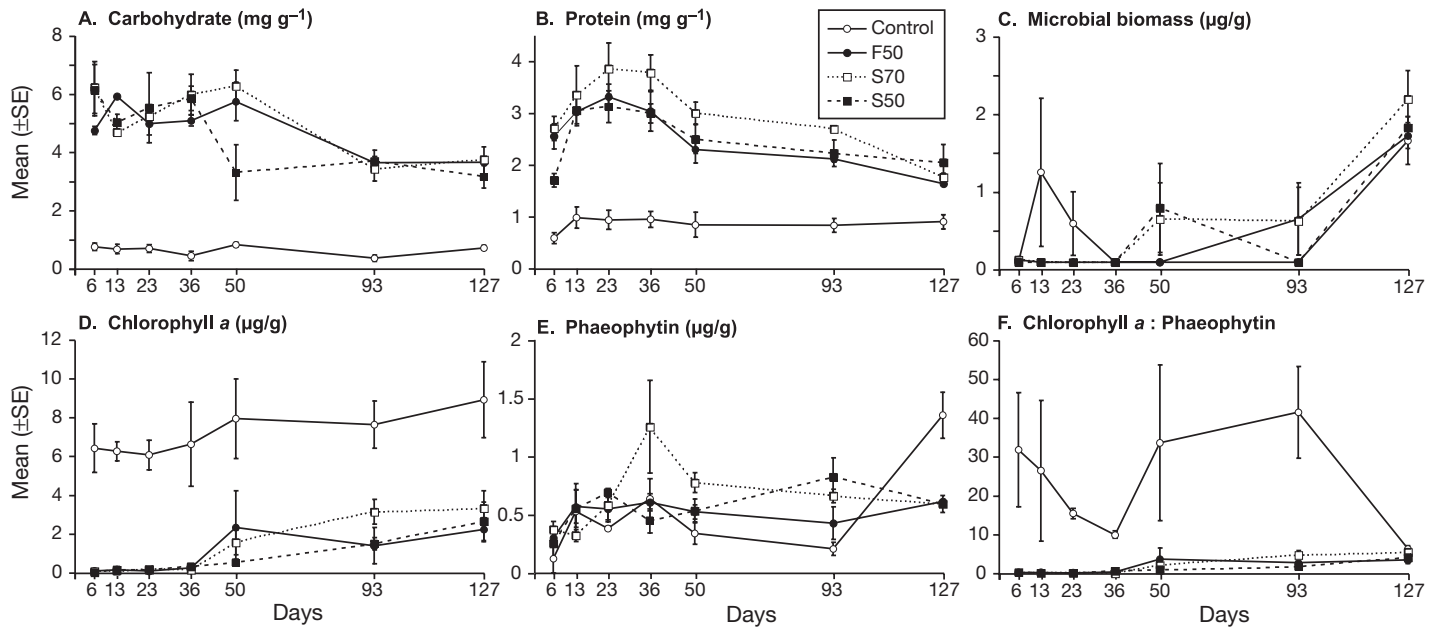 A. Carbohydrate (mg g–1)
Mean (±SE)
8
6
4
2
0
6 13 23 36 50 93 127
B. Protein (mg g–1)
4
3
2
1
0
6 13 23 36 50 93 127
Control
F50
S70
S50
C. Microbial biomass (µg/g)
3
2
1
0
6 13 23 36 50 93 127
D. Chlorophyll a (µg/g)
Mean (±SE)
12
10
8
6
4
2
0
6 13 23 36 50 93 127
Days
E. Phaeophytin (µg/g)
2
1.5
1
0.5
0
6 13 23 36 50 93 127
Days
F. Chlorophyll a : Phaeophytin
60
50
40
30
20
10
0
6 13 23 36 50 93 127
Days